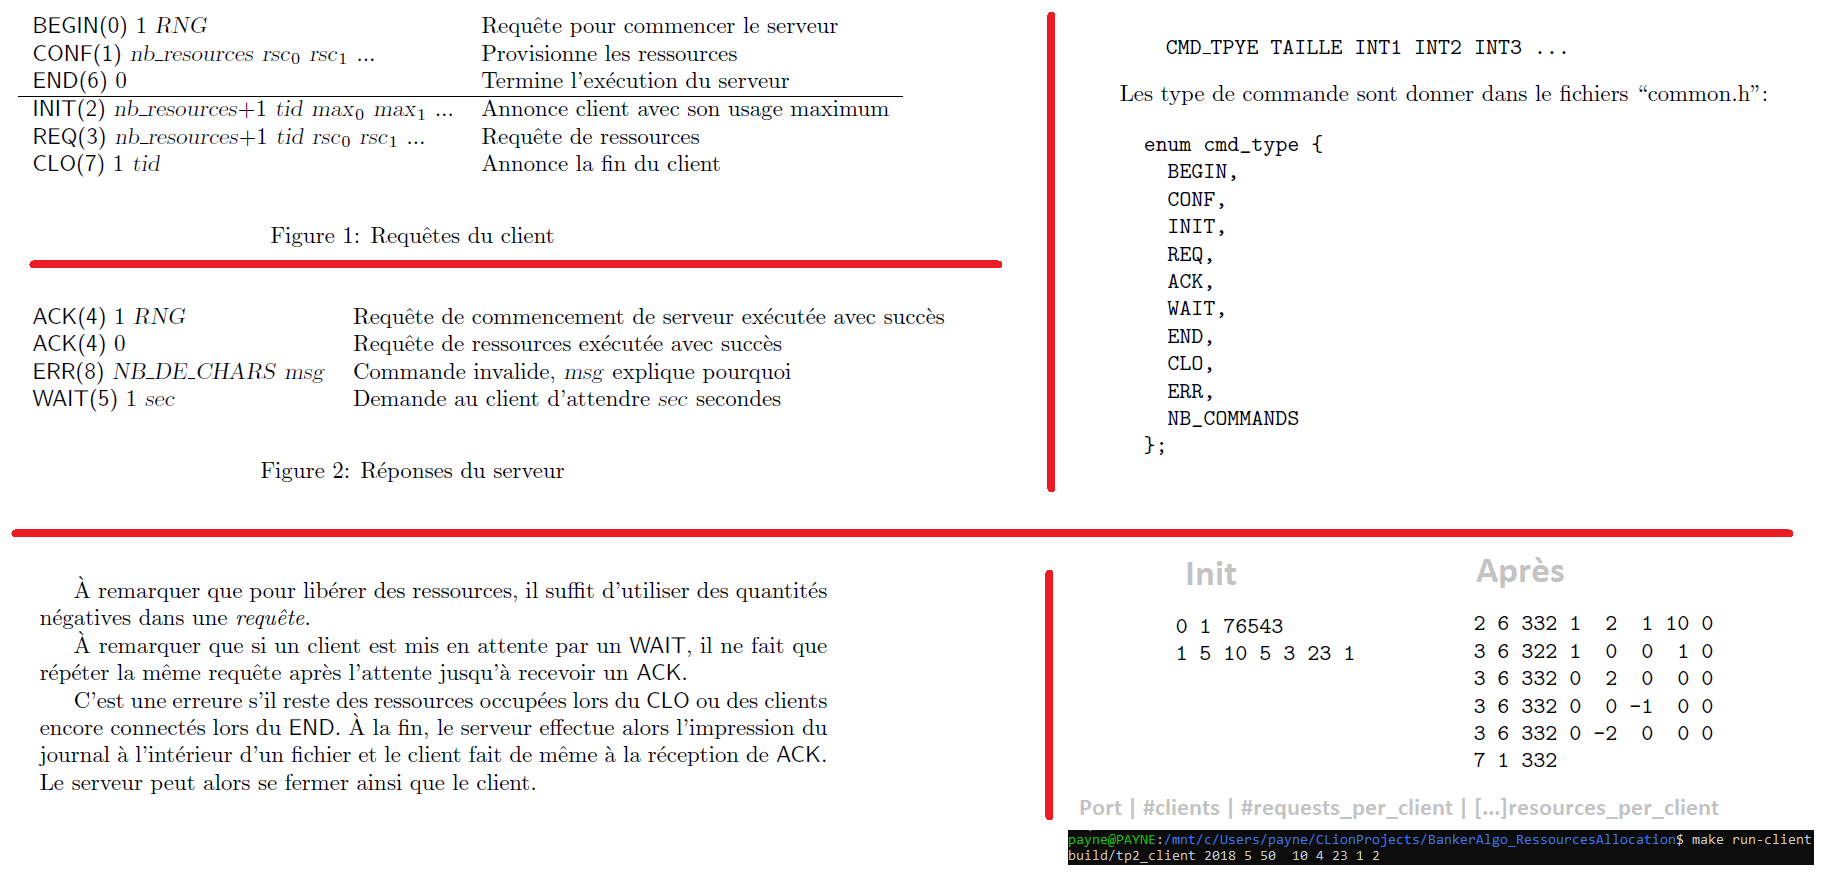 BEGIN(0) 1 RNG Requête pour commencer le serveur
CONF(1) nb_resources rsc0 rsc1 ... Provisionne les ressources
END(6) 0 Termine l'exécution du serveur
INIT(2) nb_resources+1 tid max0 max1 ... Annonce client avec son usage maximum
REQ(3) nb_resources+1 tid rsc0 rsc1 ... Requête de ressources
CLO(7) 1 tid Annonce la fin du client
Figure 1: Requêtes du client
ACK(4) 1 RNG Requête de commencement de serveur exécutée avec succès
ACK(4) 0 Requête de ressources exécutée avec succès
ERR(8) NB_DE_CHARS msg Commande invalide, msg explique pourquoi
WAIT(5) 1 sec Demande au client d'attendre sec secondes
Figure 2: Réponses du serveur
CMD_TPYE TAILLE INT1 INT2 INT3 ...
Les type de commande sont donner dans le fichiers “common.h”:
enum cmd_type {
BEGIN,
CONF,
INIT,
REQ,
ACK,
WAIT,
END,
CLO,
ERR,
NB_COMMANDS
};
À remarquer que pour libérer des ressources, il suffit d'utiliser des quantités
négatives dans une requête.
À remarquer que si un client est mis en attente par un WAIT, il ne fait que
répéter la même requête après l'attente jusqu'à recevoir un ACK.
C'est une erreure s'il reste des ressources occupées lors du CLO ou des clients
encore connectés lors du END. À la fin, le serveur effectue alors l'impression du
journal à l'intérieur d'un fichier et le client fait de même à la réception de ACK.
Le serveur peut alors se fermer ainsi que le client.
Init
0 1 76543
1 5 10 5 3 23 1
Après
2 6 332 1 2 1 10 0
3 6 322 1 0 0 1 0
3 6 332 0 2 0 0 0
3 6 332 0 0 -1 0 0
3 6 332 0 -2 0 0 0
7 1 332
Port | #clients | #requests_per_client | [...]resources_per_client
payne@PAYNE:/mnt/c/Users/payne/CLionProjects/BankerAlgo_RessourcesAllocation$ make run-client
build/tp2_client 2018 5 50 10 4 23 1 2